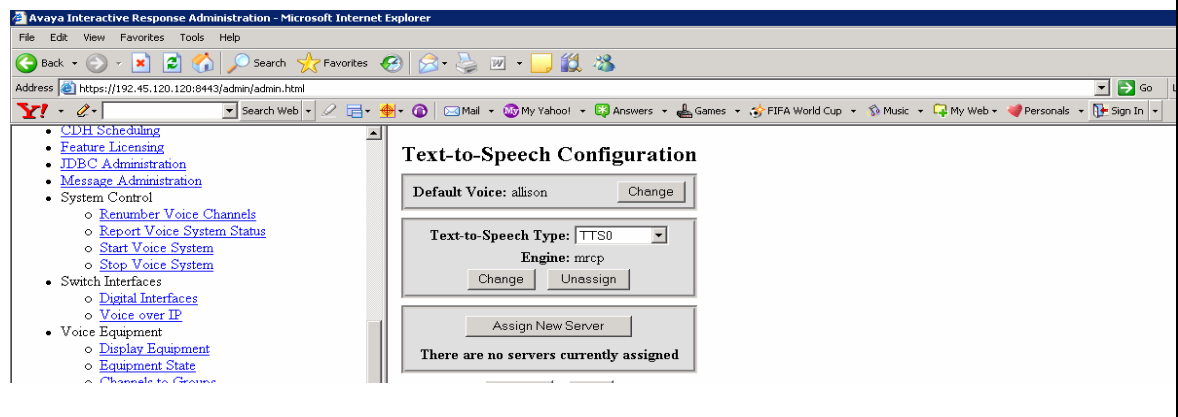 Avaya Interactive Response Administration - Microsoft Internet Explorer
File Edit View Favorites Tools Help
Back Search Favorites
Address https://192.45.120.120:8443/admin/admin.html Go
Y! Search Web Mail My Yahoo! Answers Games FIFA World Cup Music My Web Personals Sign In
CDH Scheduling
Feature Licensing
JDBC Administration
Message Administration
System Control
Renumber Voice Channels
Report Voice System Status
Start Voice System
Stop Voice System
Switch Interfaces
Digital Interfaces
Voice over IP
Voice Equipment
Display Equipment
Equipment State
Channels to Groups
Text-to-Speech Configuration
Default Voice: allison Change
Text-to-Speech Type: TTS0
Engine: mrcp
Change Unassign
Assign New Server
There are no servers currently assigned